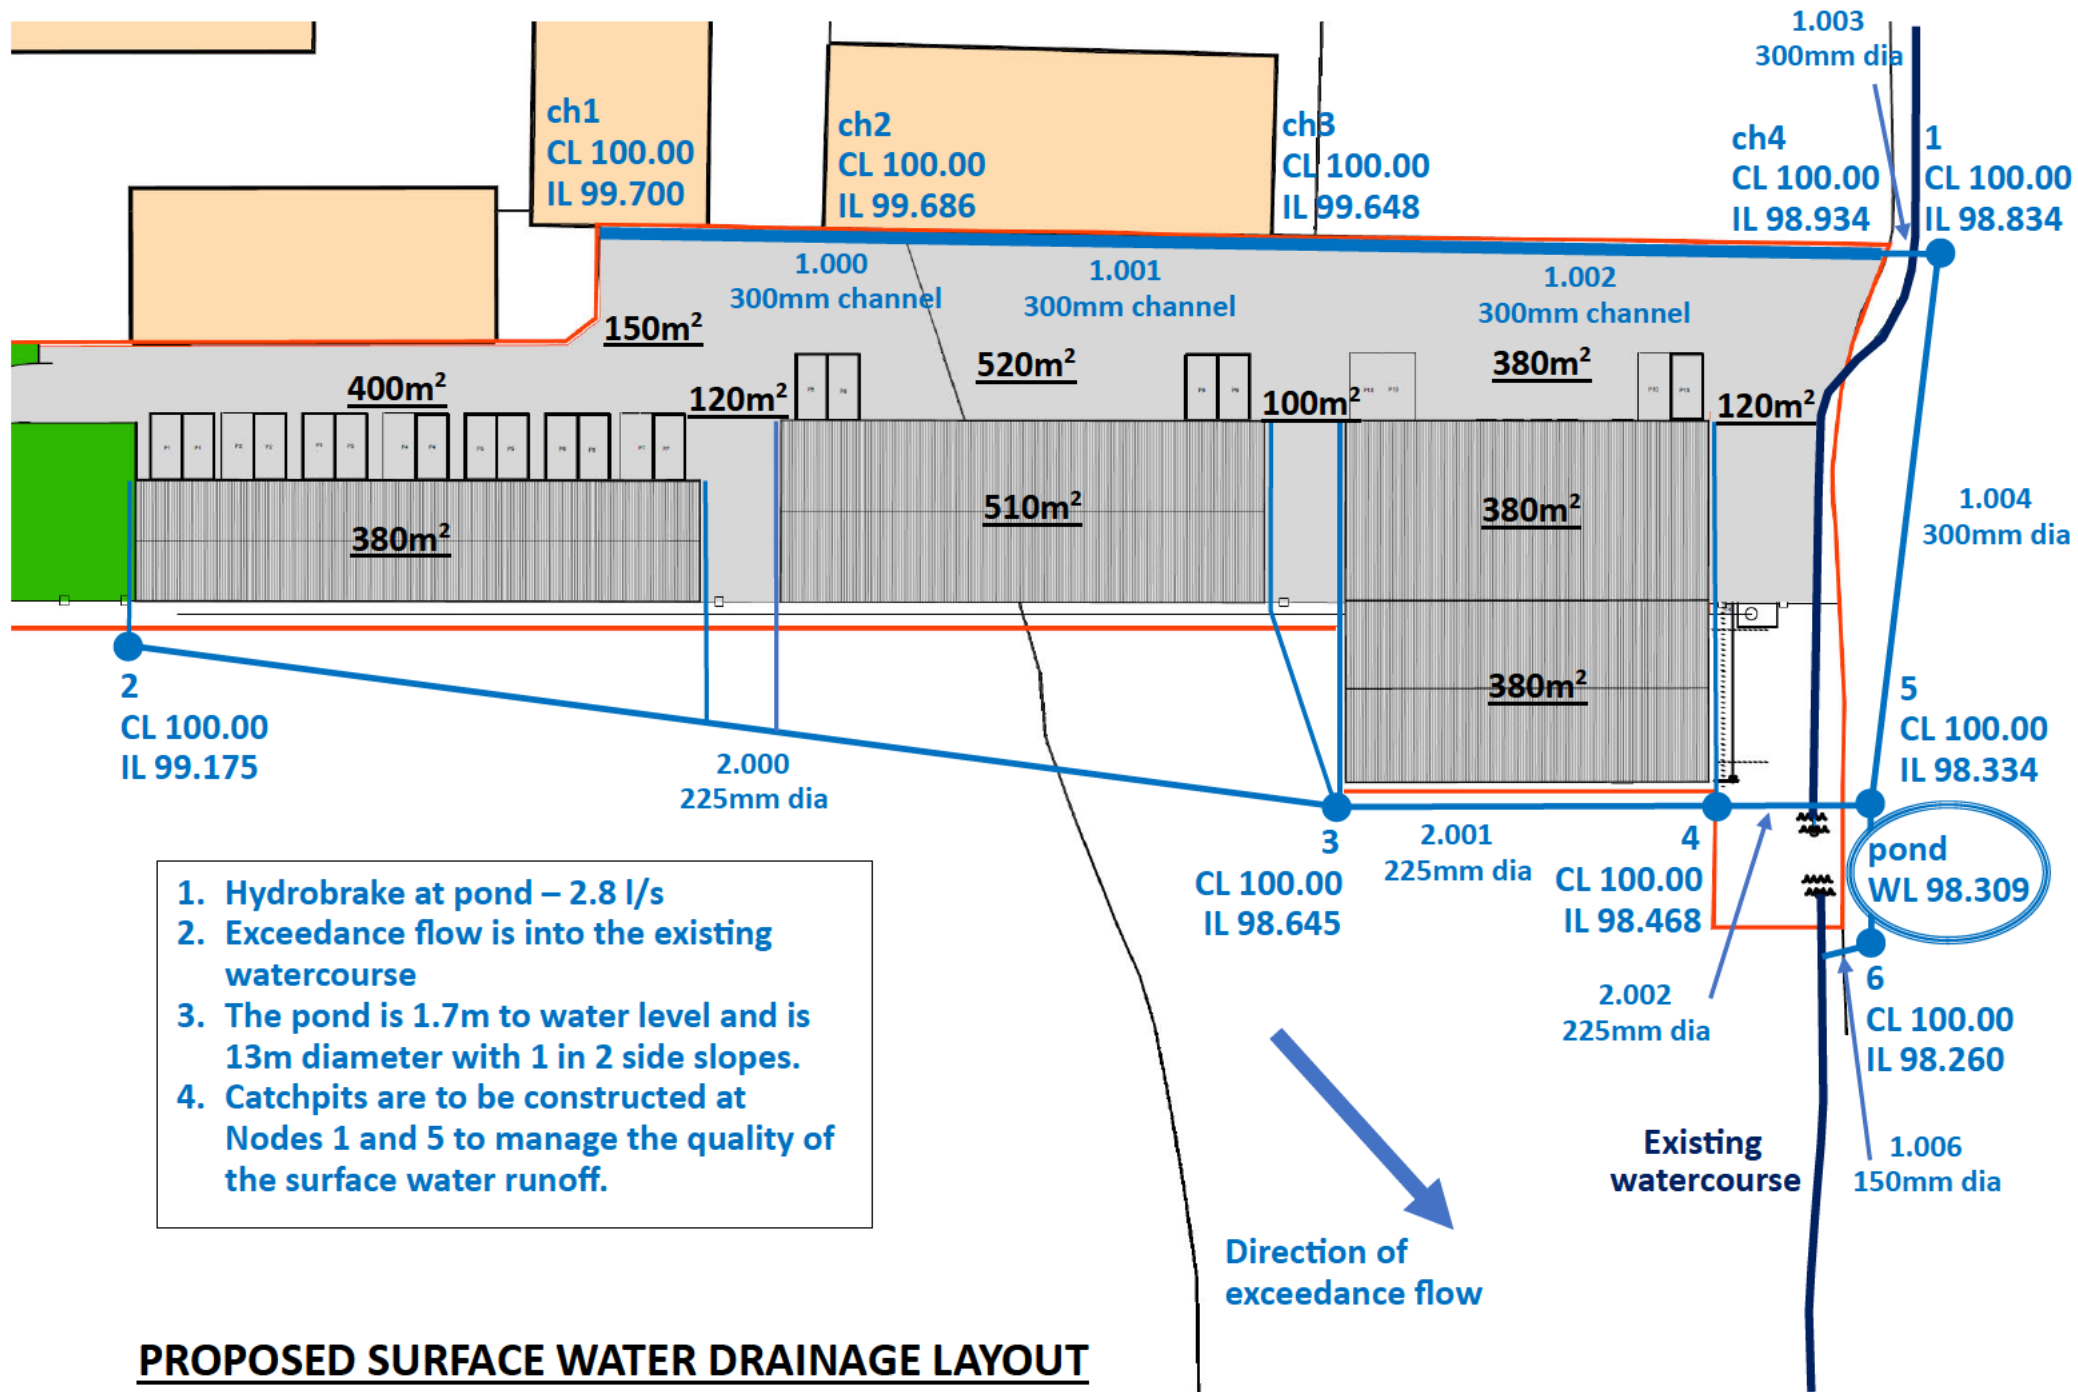 1.003
300mm dia
ch1
CL 100.00
IL 99.700
ch2
CL 100.00
IL 99.686
ch3
CL 100.00
IL 99.648
ch4
CL 100.00
IL 98.934
1
CL 100.00
IL 98.834
1.000
300mm channel
1.001
300mm channel
1.002
300mm channel
150m²
400m²
120m²
520m²
100m²
380m²
120m²
380m²
510m²
380m²
380m²
1.004
300mm dia
2
CL 100.00
IL 99.175
2.000
225mm dia
3
CL 100.00
IL 98.645
2.001
225mm dia
4
CL 100.00
IL 98.468
2.002
225mm dia
5
CL 100.00
IL 98.334
pond
WL 98.309
6
CL 100.00
IL 98.260
1.006
150mm dia
Existing
watercourse
1. Hydrobrake at pond – 2.8 l/s
2. Exceedance flow is into the existing
watercourse
3. The pond is 1.7m to water level and is
13m diameter with 1 in 2 side slopes.
4. Catchpits are to be constructed at
Nodes 1 and 5 to manage the quality of
the surface water runoff.
Direction of
exceedance flow
PROPOSED SURFACE WATER DRAINAGE LAYOUT